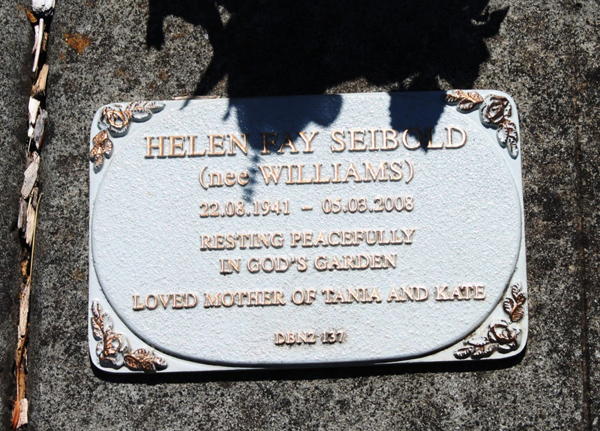 HELEN FAY SEIBOLD
(nee WILLIAMS)
22.08.1941 – 05.03.2008
RESTING PEACEFULLY
IN GOD'S GARDEN
LOVED MOTHER OF TANIA AND KATE
DBN2 137